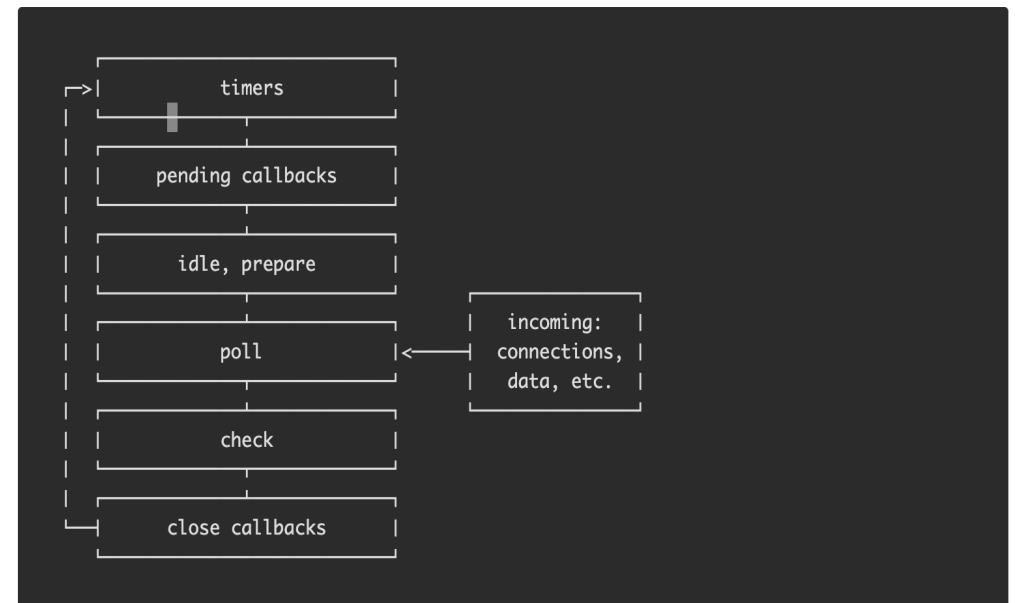 timers
pending callbacks
idle, prepare
poll
incoming:
connections,
data, etc.
check
close callbacks